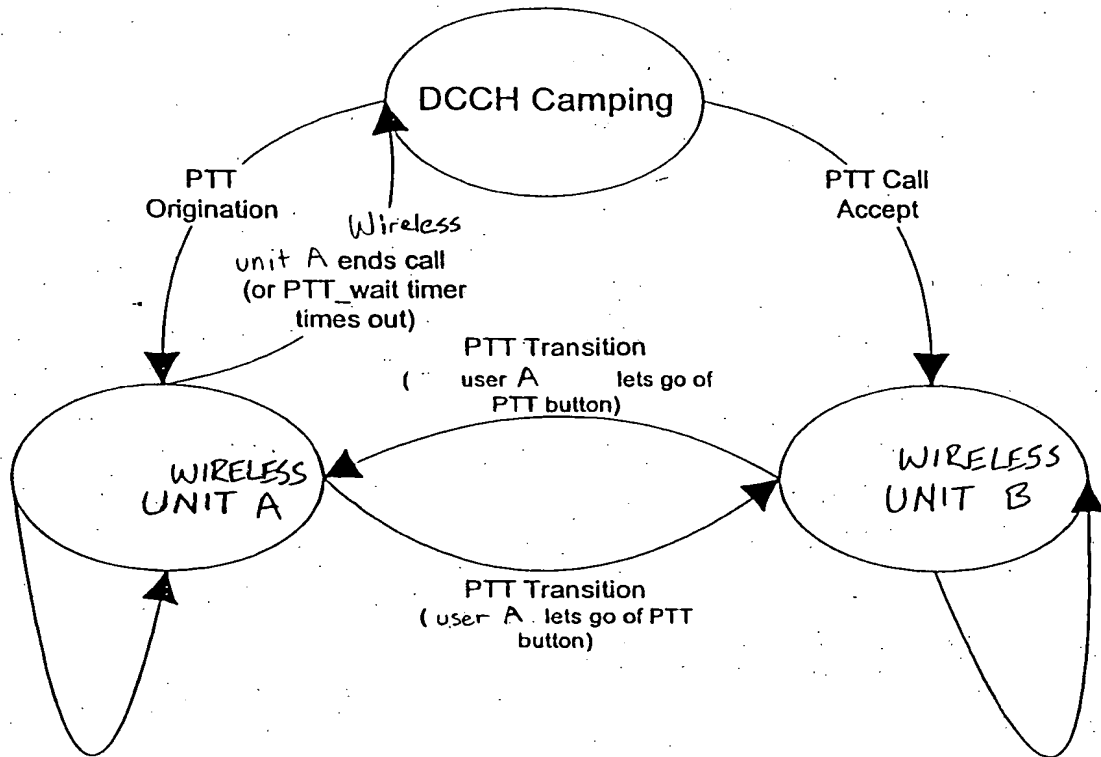 DCCH Camping
PTT
Origination
PTT Call
Accept
Wireless
unit A ends call
(or PTT_wait timer
times out)
PTT Transition
( user A lets go of
PTT button)
WIRELESS
UNIT A
WIRELESS
UNIT B
PTT Transition
( user A. lets go of PTT
button)